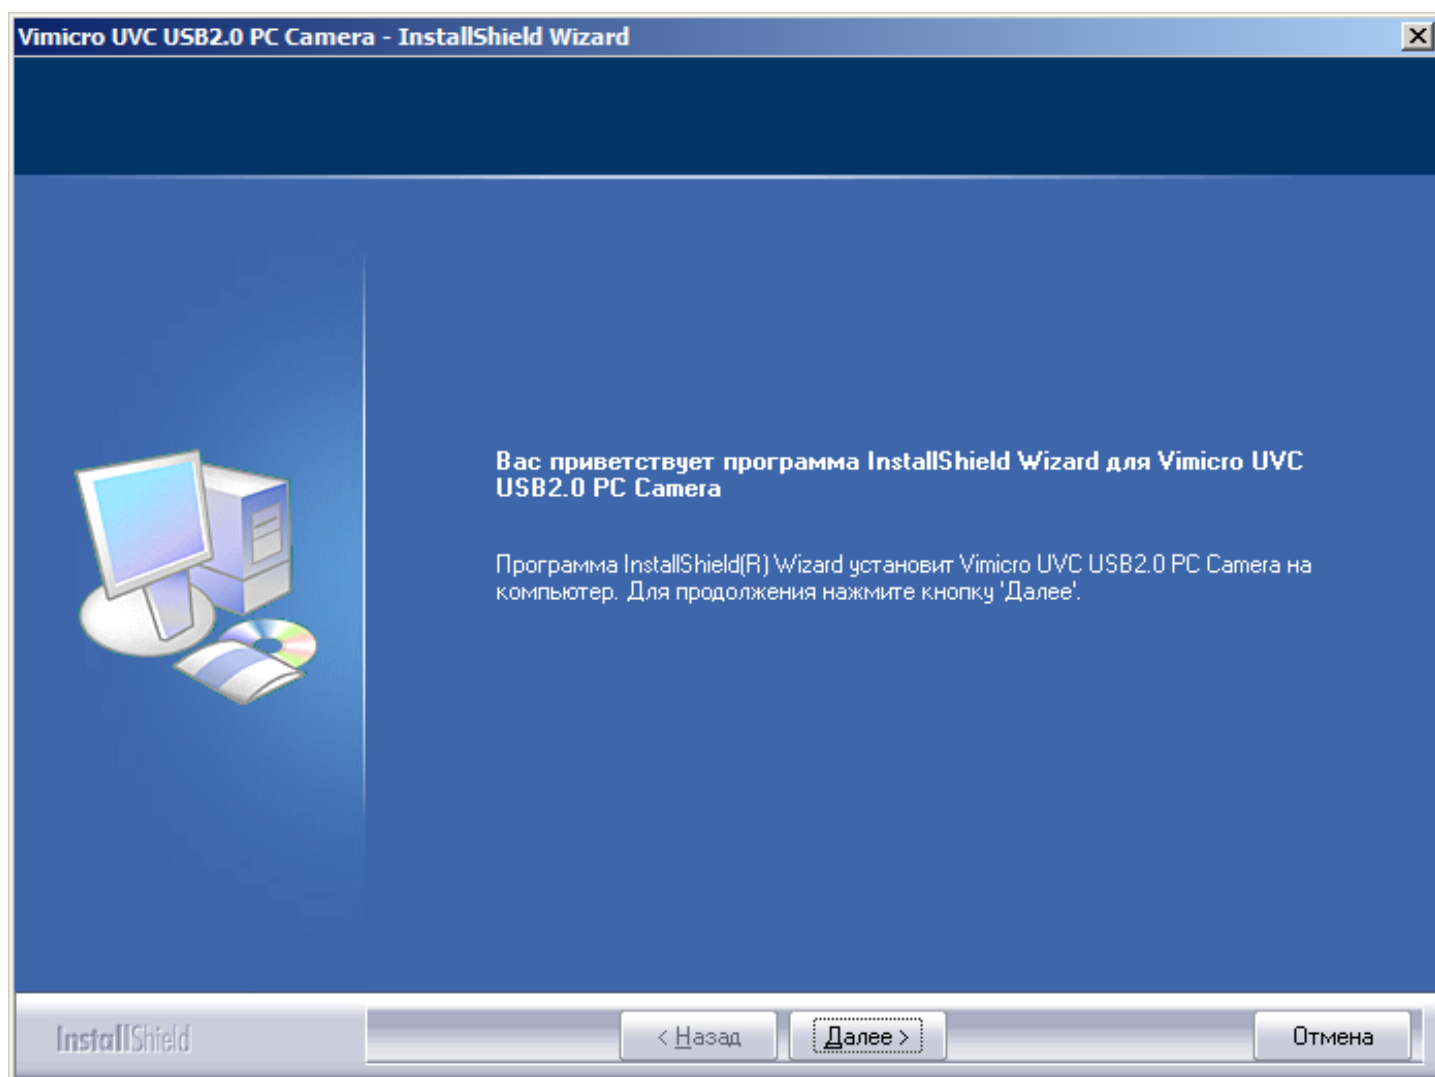 Vimicro UVC USB2.0 PC Camera - InstallShield Wizard
Вас приветствует программа InstallShield Wizard для Vimicro UVC
USB2.0 PC Camera
Программа InstallShield(R) Wizard установит Vimicro UVC USB2.0 PC Camera на
компьютер. Для продолжения нажмите кнопку 'Далее'.
InstallShield
< Назад
Далее >
Отмена